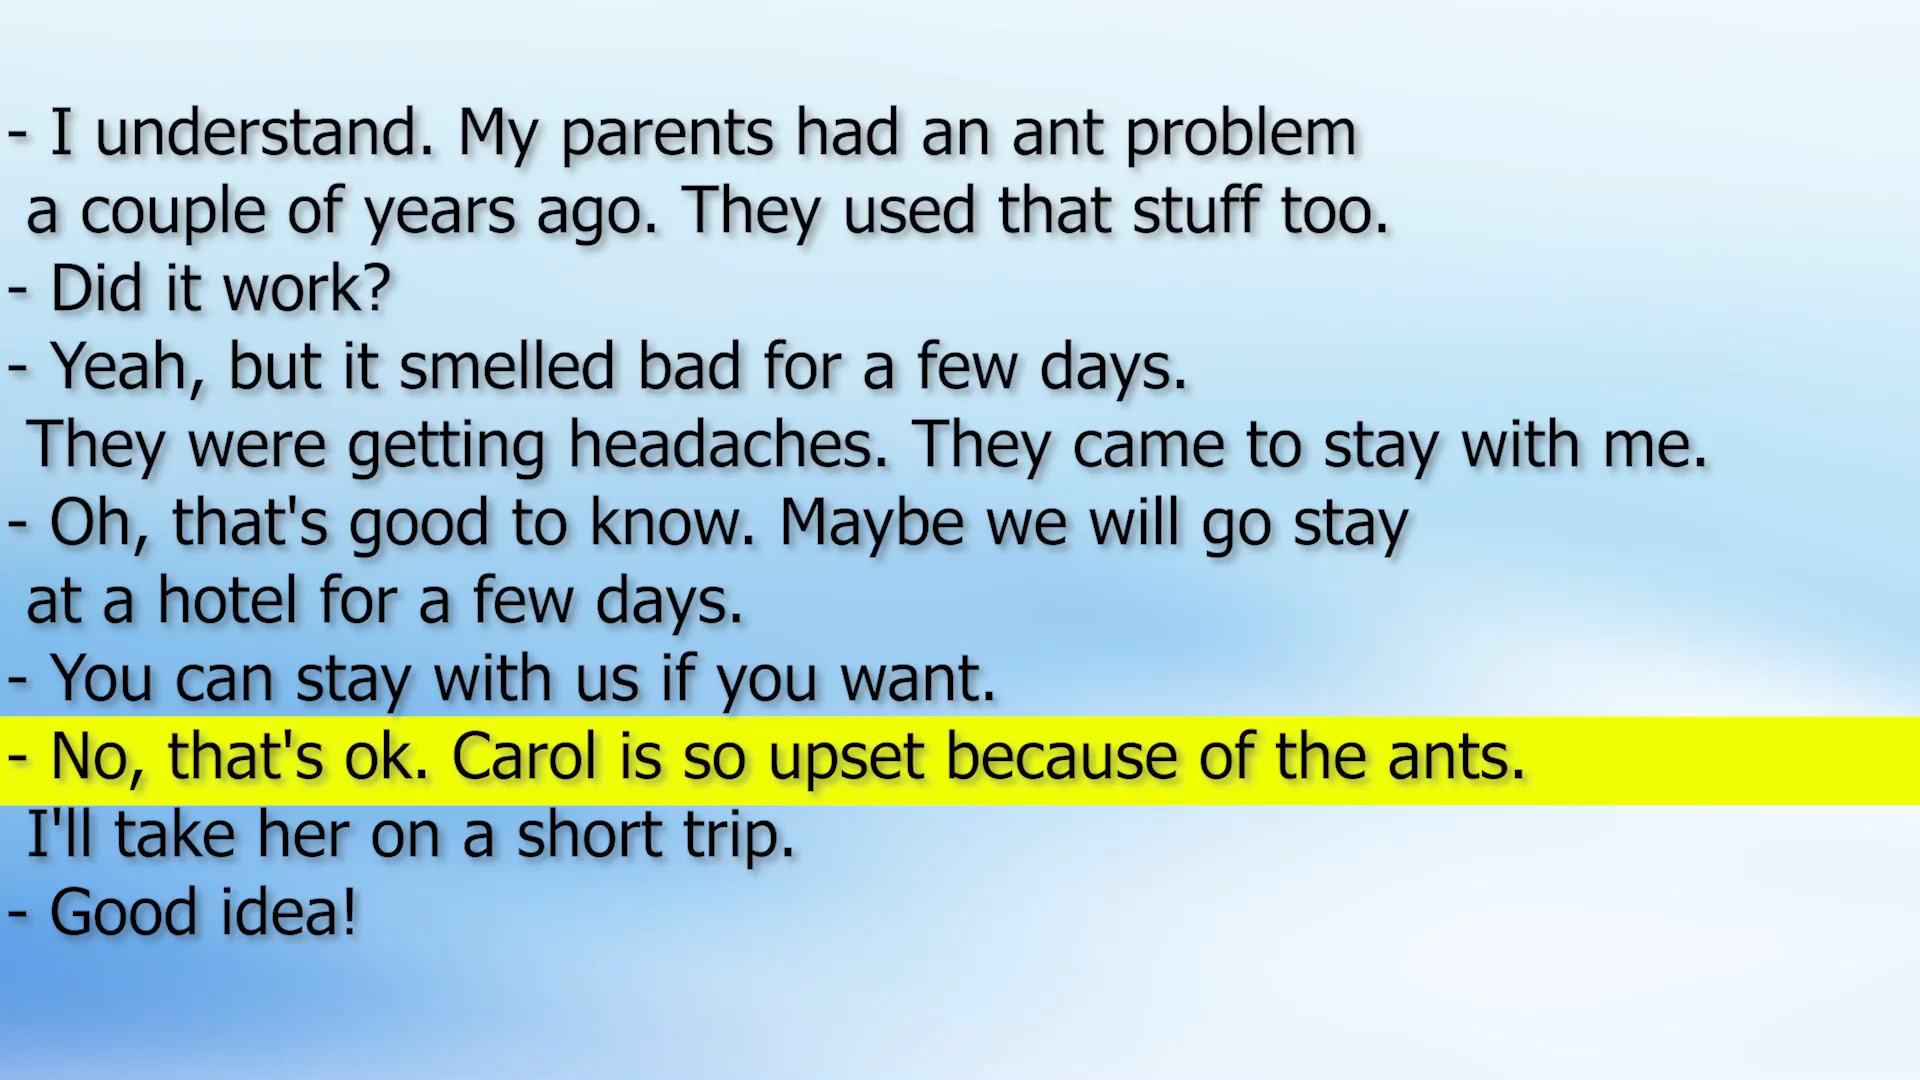 - I understand. My parents had an ant problem
a couple of years ago. They used that stuff too.
- Did it work?
- Yeah, but it smelled bad for a few days.
They were getting headaches. They came to stay with me.
- Oh, that's good to know. Maybe we will go stay
at a hotel for a few days.
- You can stay with us if you want.
- No, that's ok. Carol is so upset because of the ants.
I'll take her on a short trip.
- Good idea!